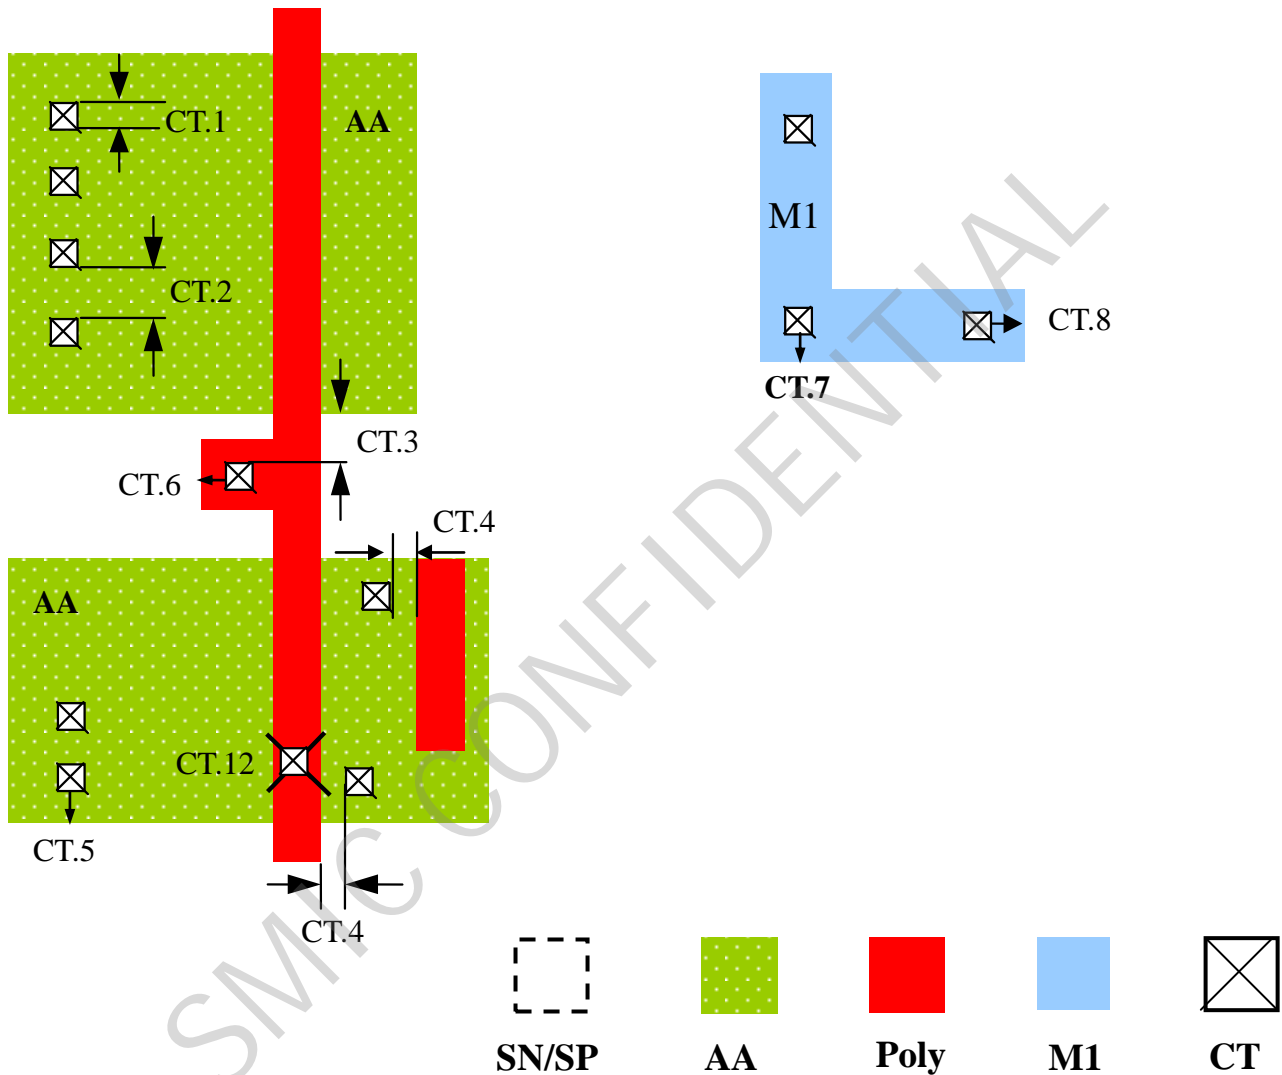 CT.1
AA
M1
CT.2
CT.8
CT.7
CT.3
CT.6
CT.4
AA
CT.12
CT.5
CT.4
SMIC CONFIDENTIAL
SN/SP
AA
Poly
M1
CT